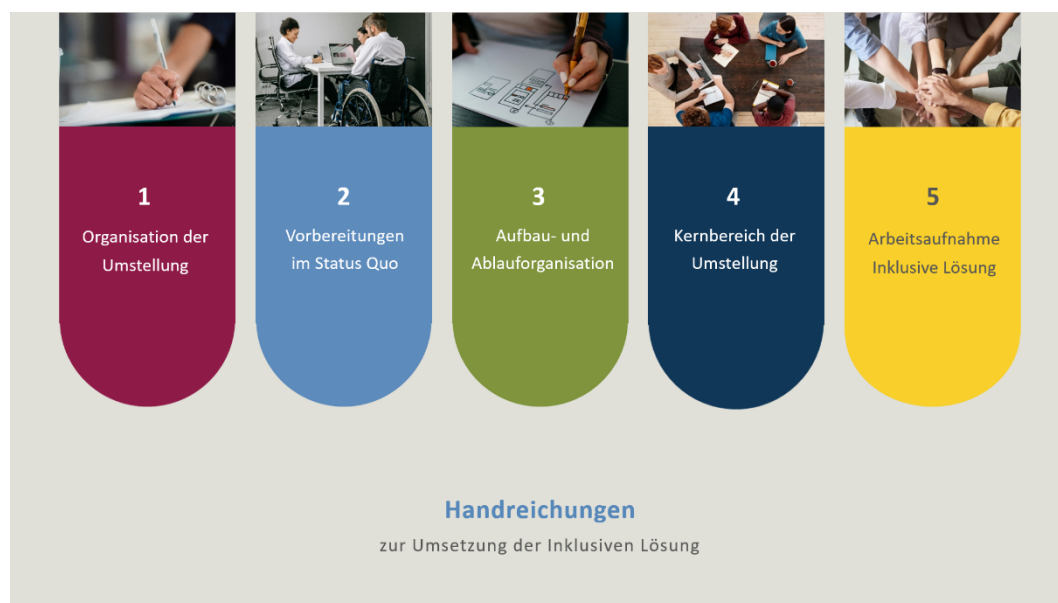 1
Organisation der
Umstellung
2
Vorbereitungen
im Status Quo
3
Aufbau- und
Ablauforganisation
4
Kernbereich der
Umstellung
5
Arbeitsaufnahme
Inklusive Lösung
Handreichungen
zur Umsetzung der Inklusiven Lösung